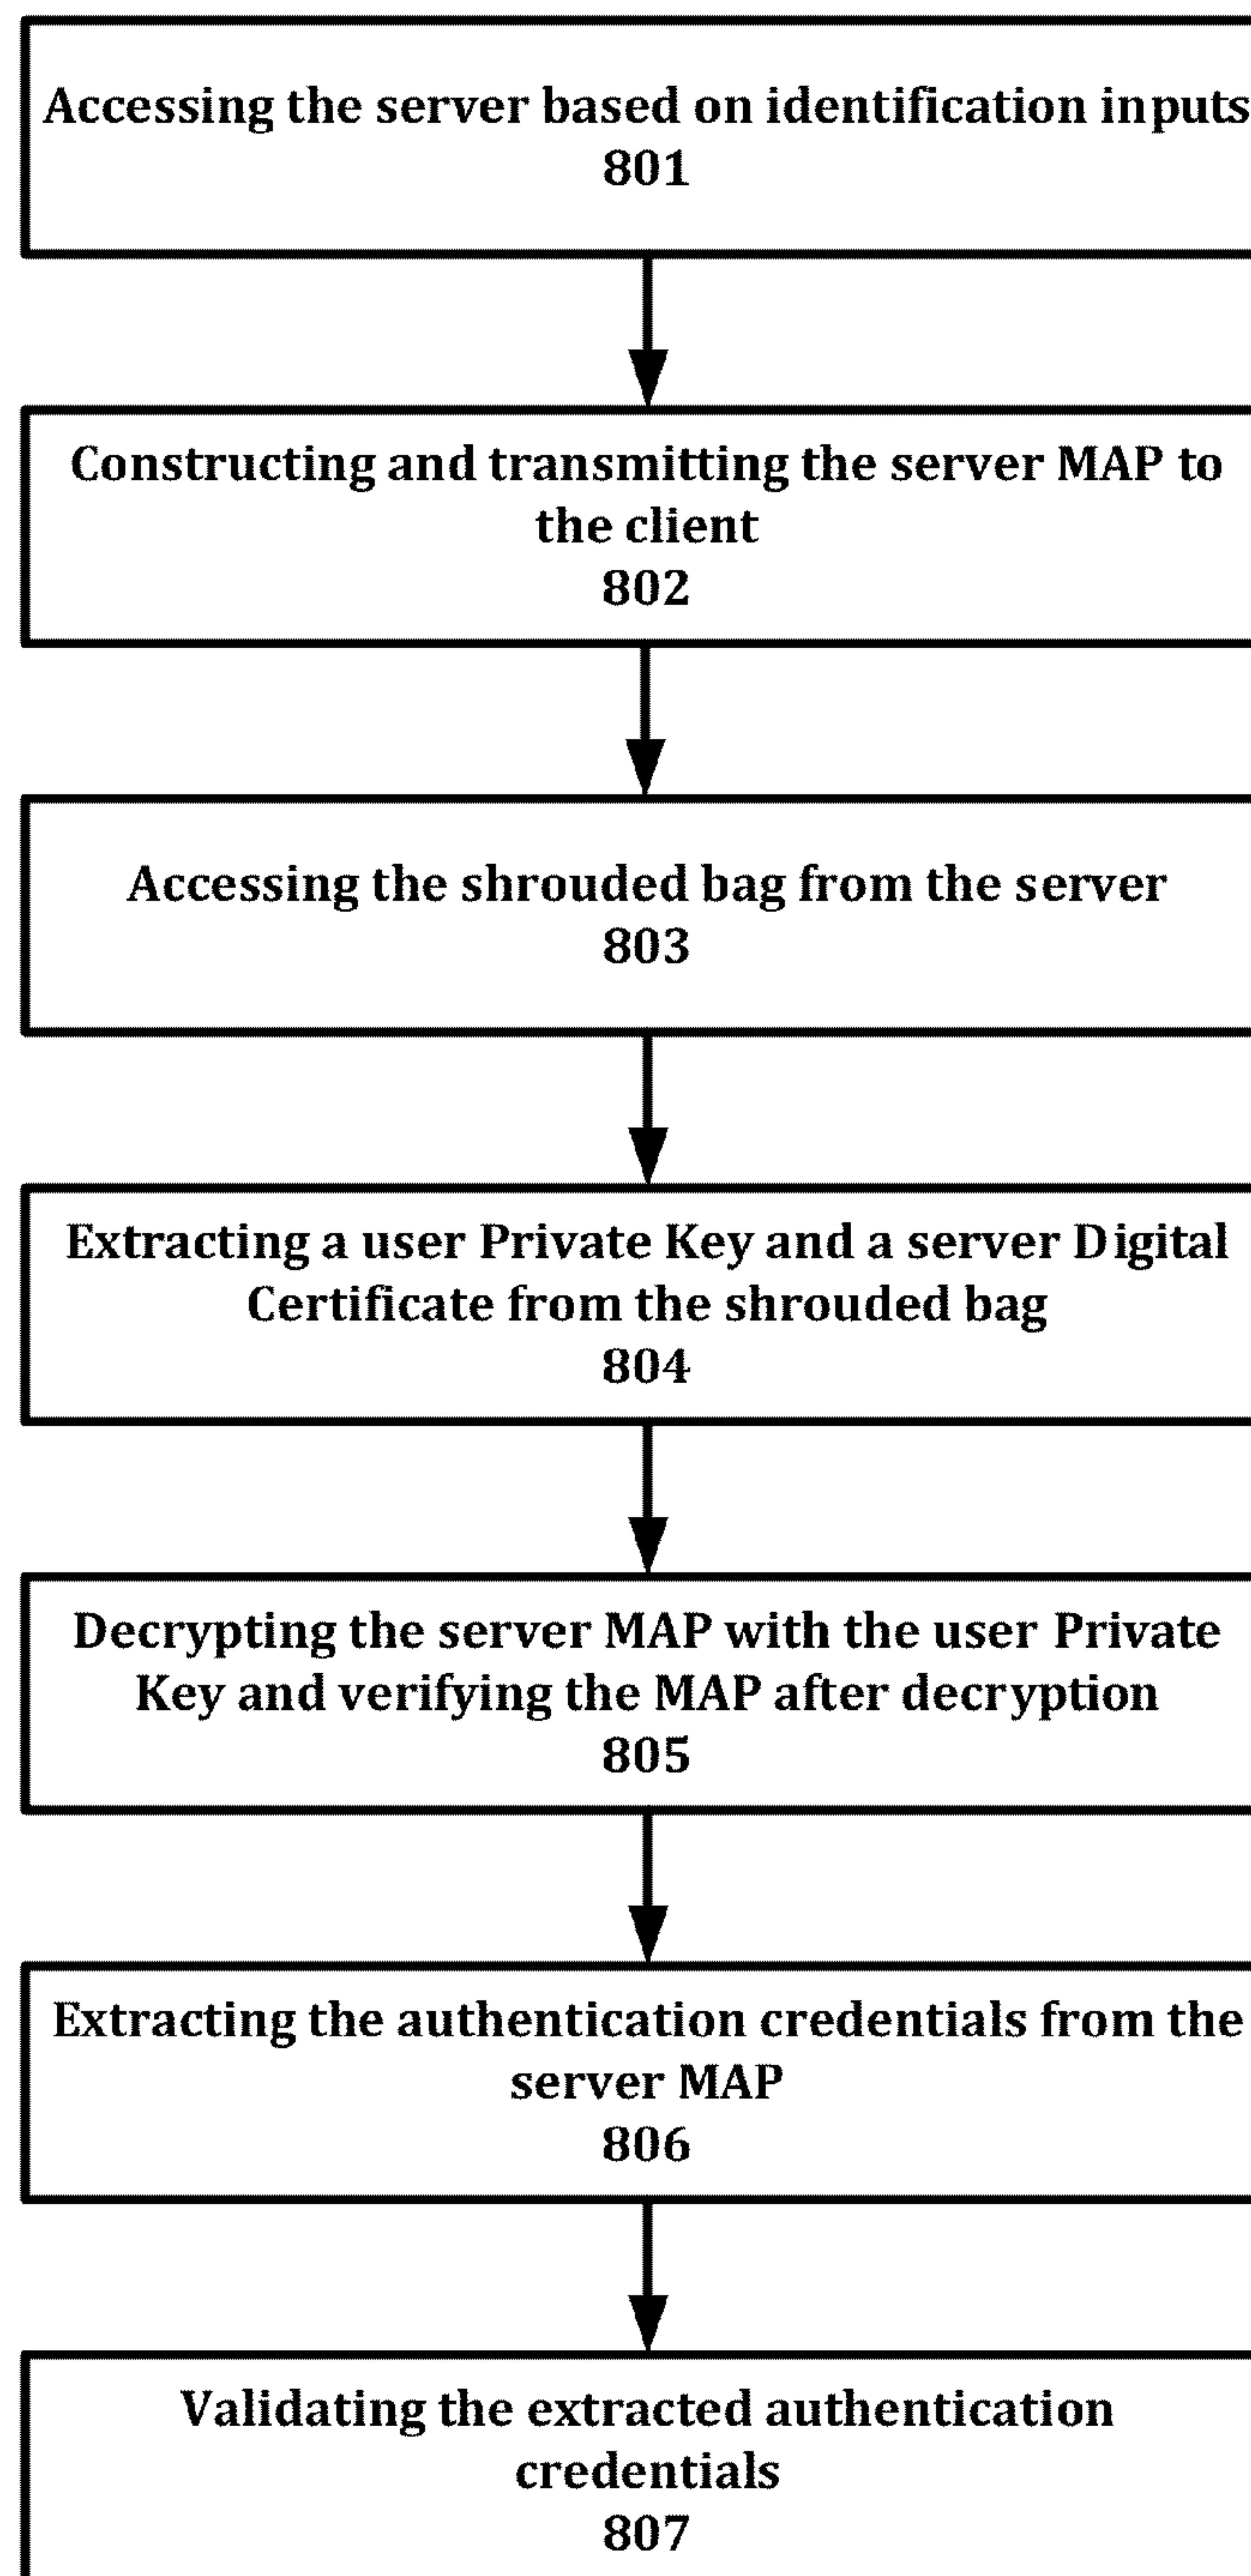 Accessing the server based on identification inputs
801
Constructing and transmitting the server MAP to
the client
802
Accessing the shrouded bag from the server
803
Extracting a user Private Key and a server Digital
Certificate from the shrouded bag
804
Decrypting the server MAP with the user Private
Key and verifying the MAP after decryption
805
Extracting the authentication credentials from the
server MAP
806
Validating the extracted authentication
credentials
807